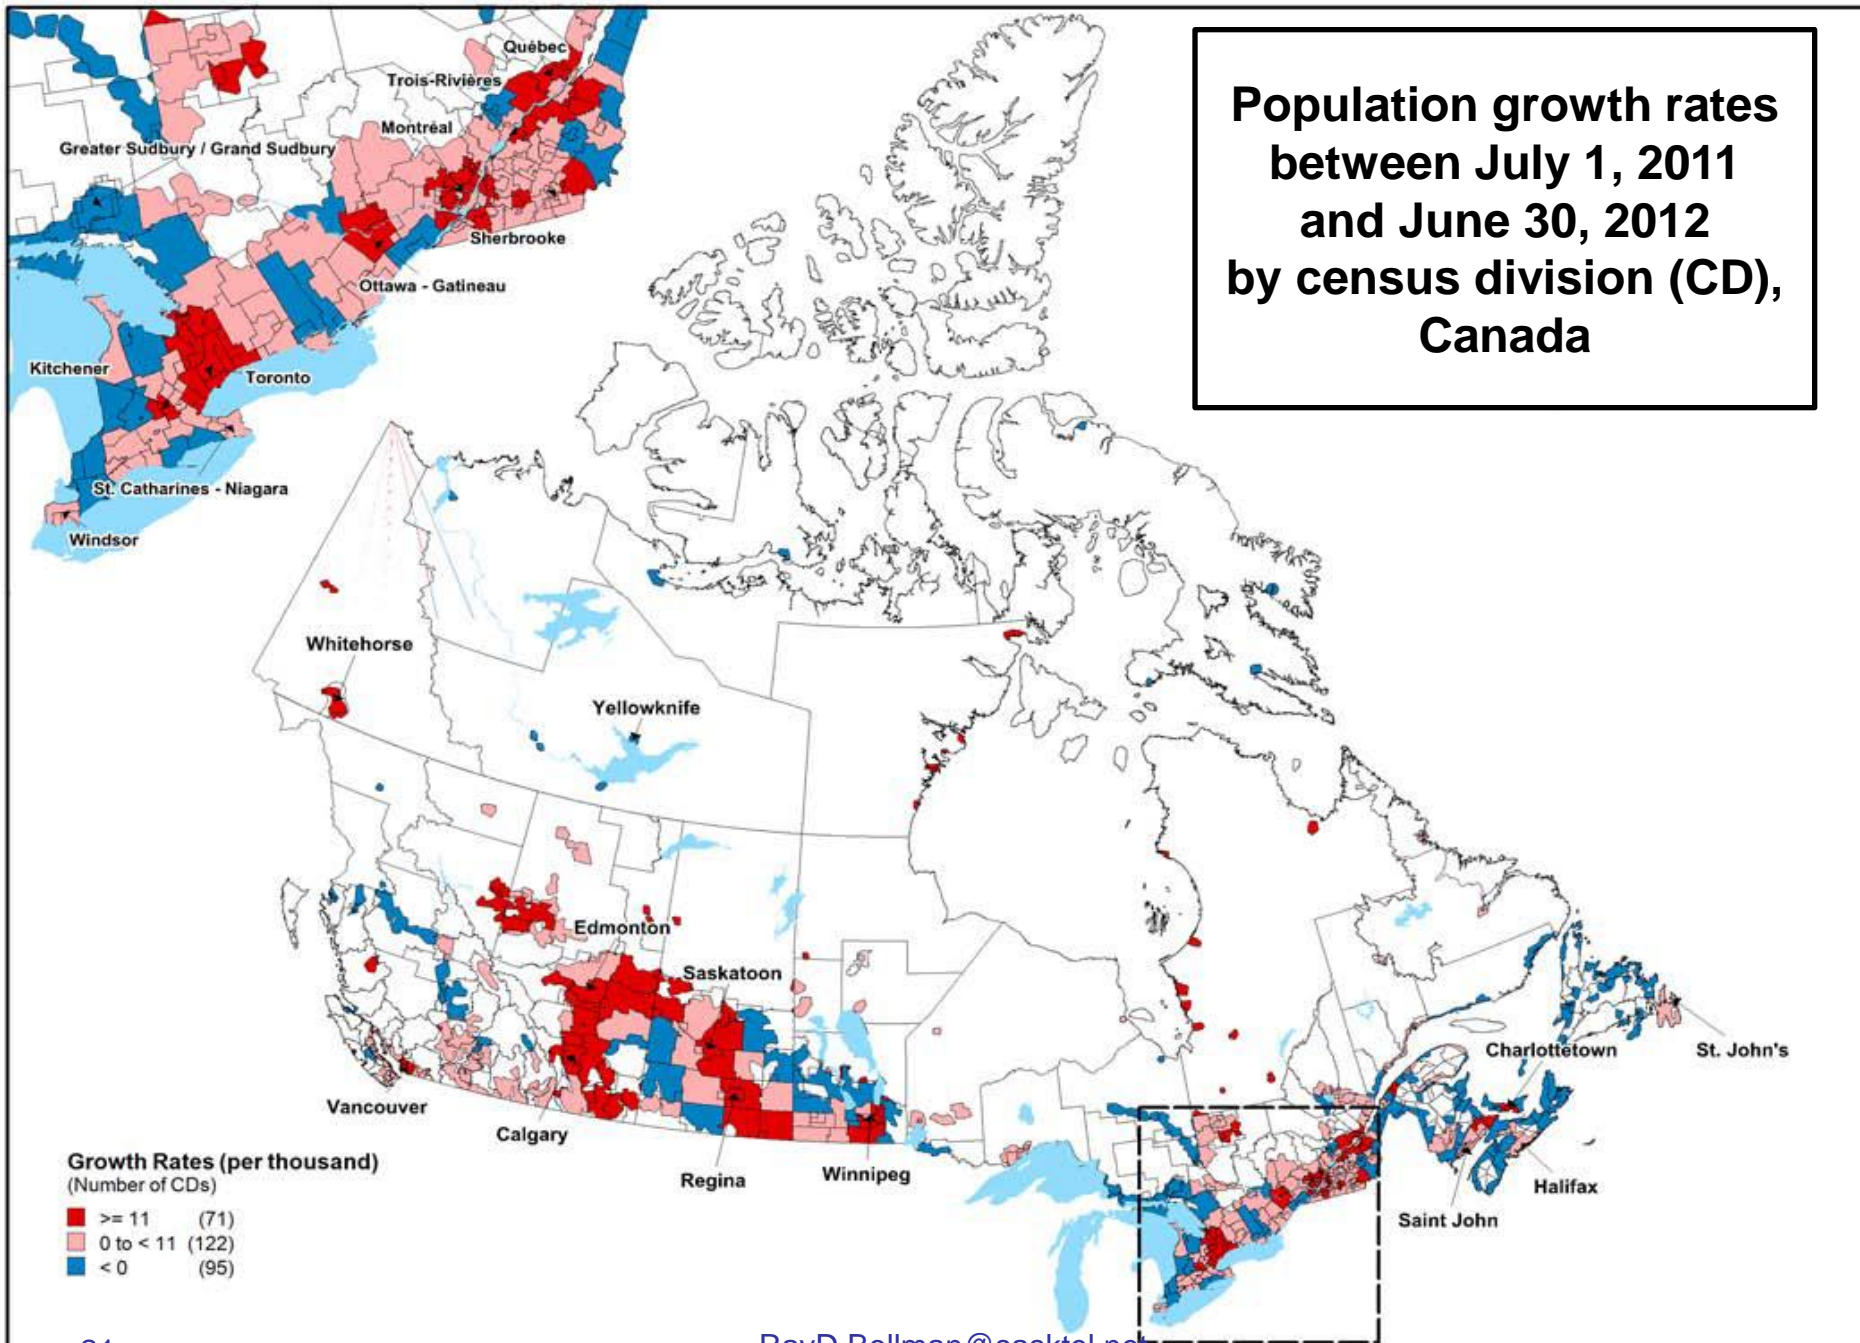 Population growth rates
between July 1, 2011
and June 30, 2012
by census division (CD),
Canada
Québec
Trois-Rivières
Montréal
Greater Sudbury / Grand Sudbury
Sherbrooke
Ottawa - Gatineau
Kitchener
Toronto
St. Catharines - Niagara
Windsor
Whitehorse
Yellowknife
Edmonton
Saskatoon
Charlottetown
St. John's
Vancouver
Calgary
Regina
Winnipeg
Halifax
Saint John
Growth Rates (per thousand)
(Number of CDs)
>= 11 (71)
0 to < 11 (122)
< 0 (95)